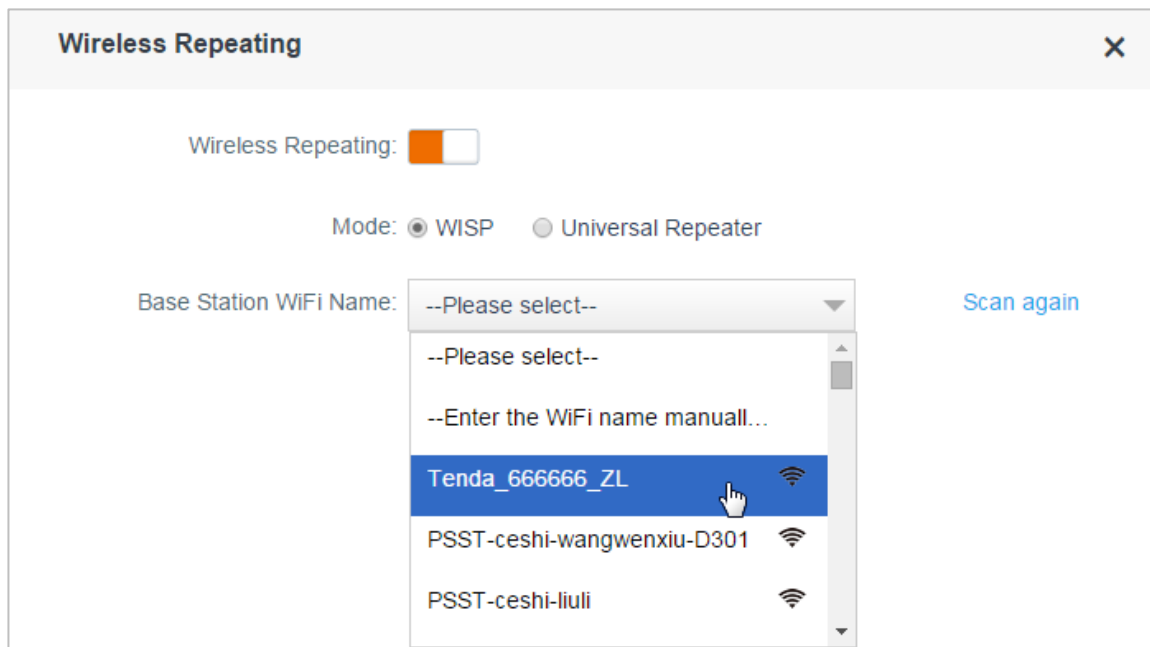 Wireless Repeating
Wireless Repeating:
Mode: WISP Universal Repeater
Base Station WiFi Name: --Please select-- Scan again
--Please select--
--Enter the WiFi name manuall...
Tenda_666666_ZL
PSST-ceshi-wangwenxiu-D301
PSST-ceshi-liuli